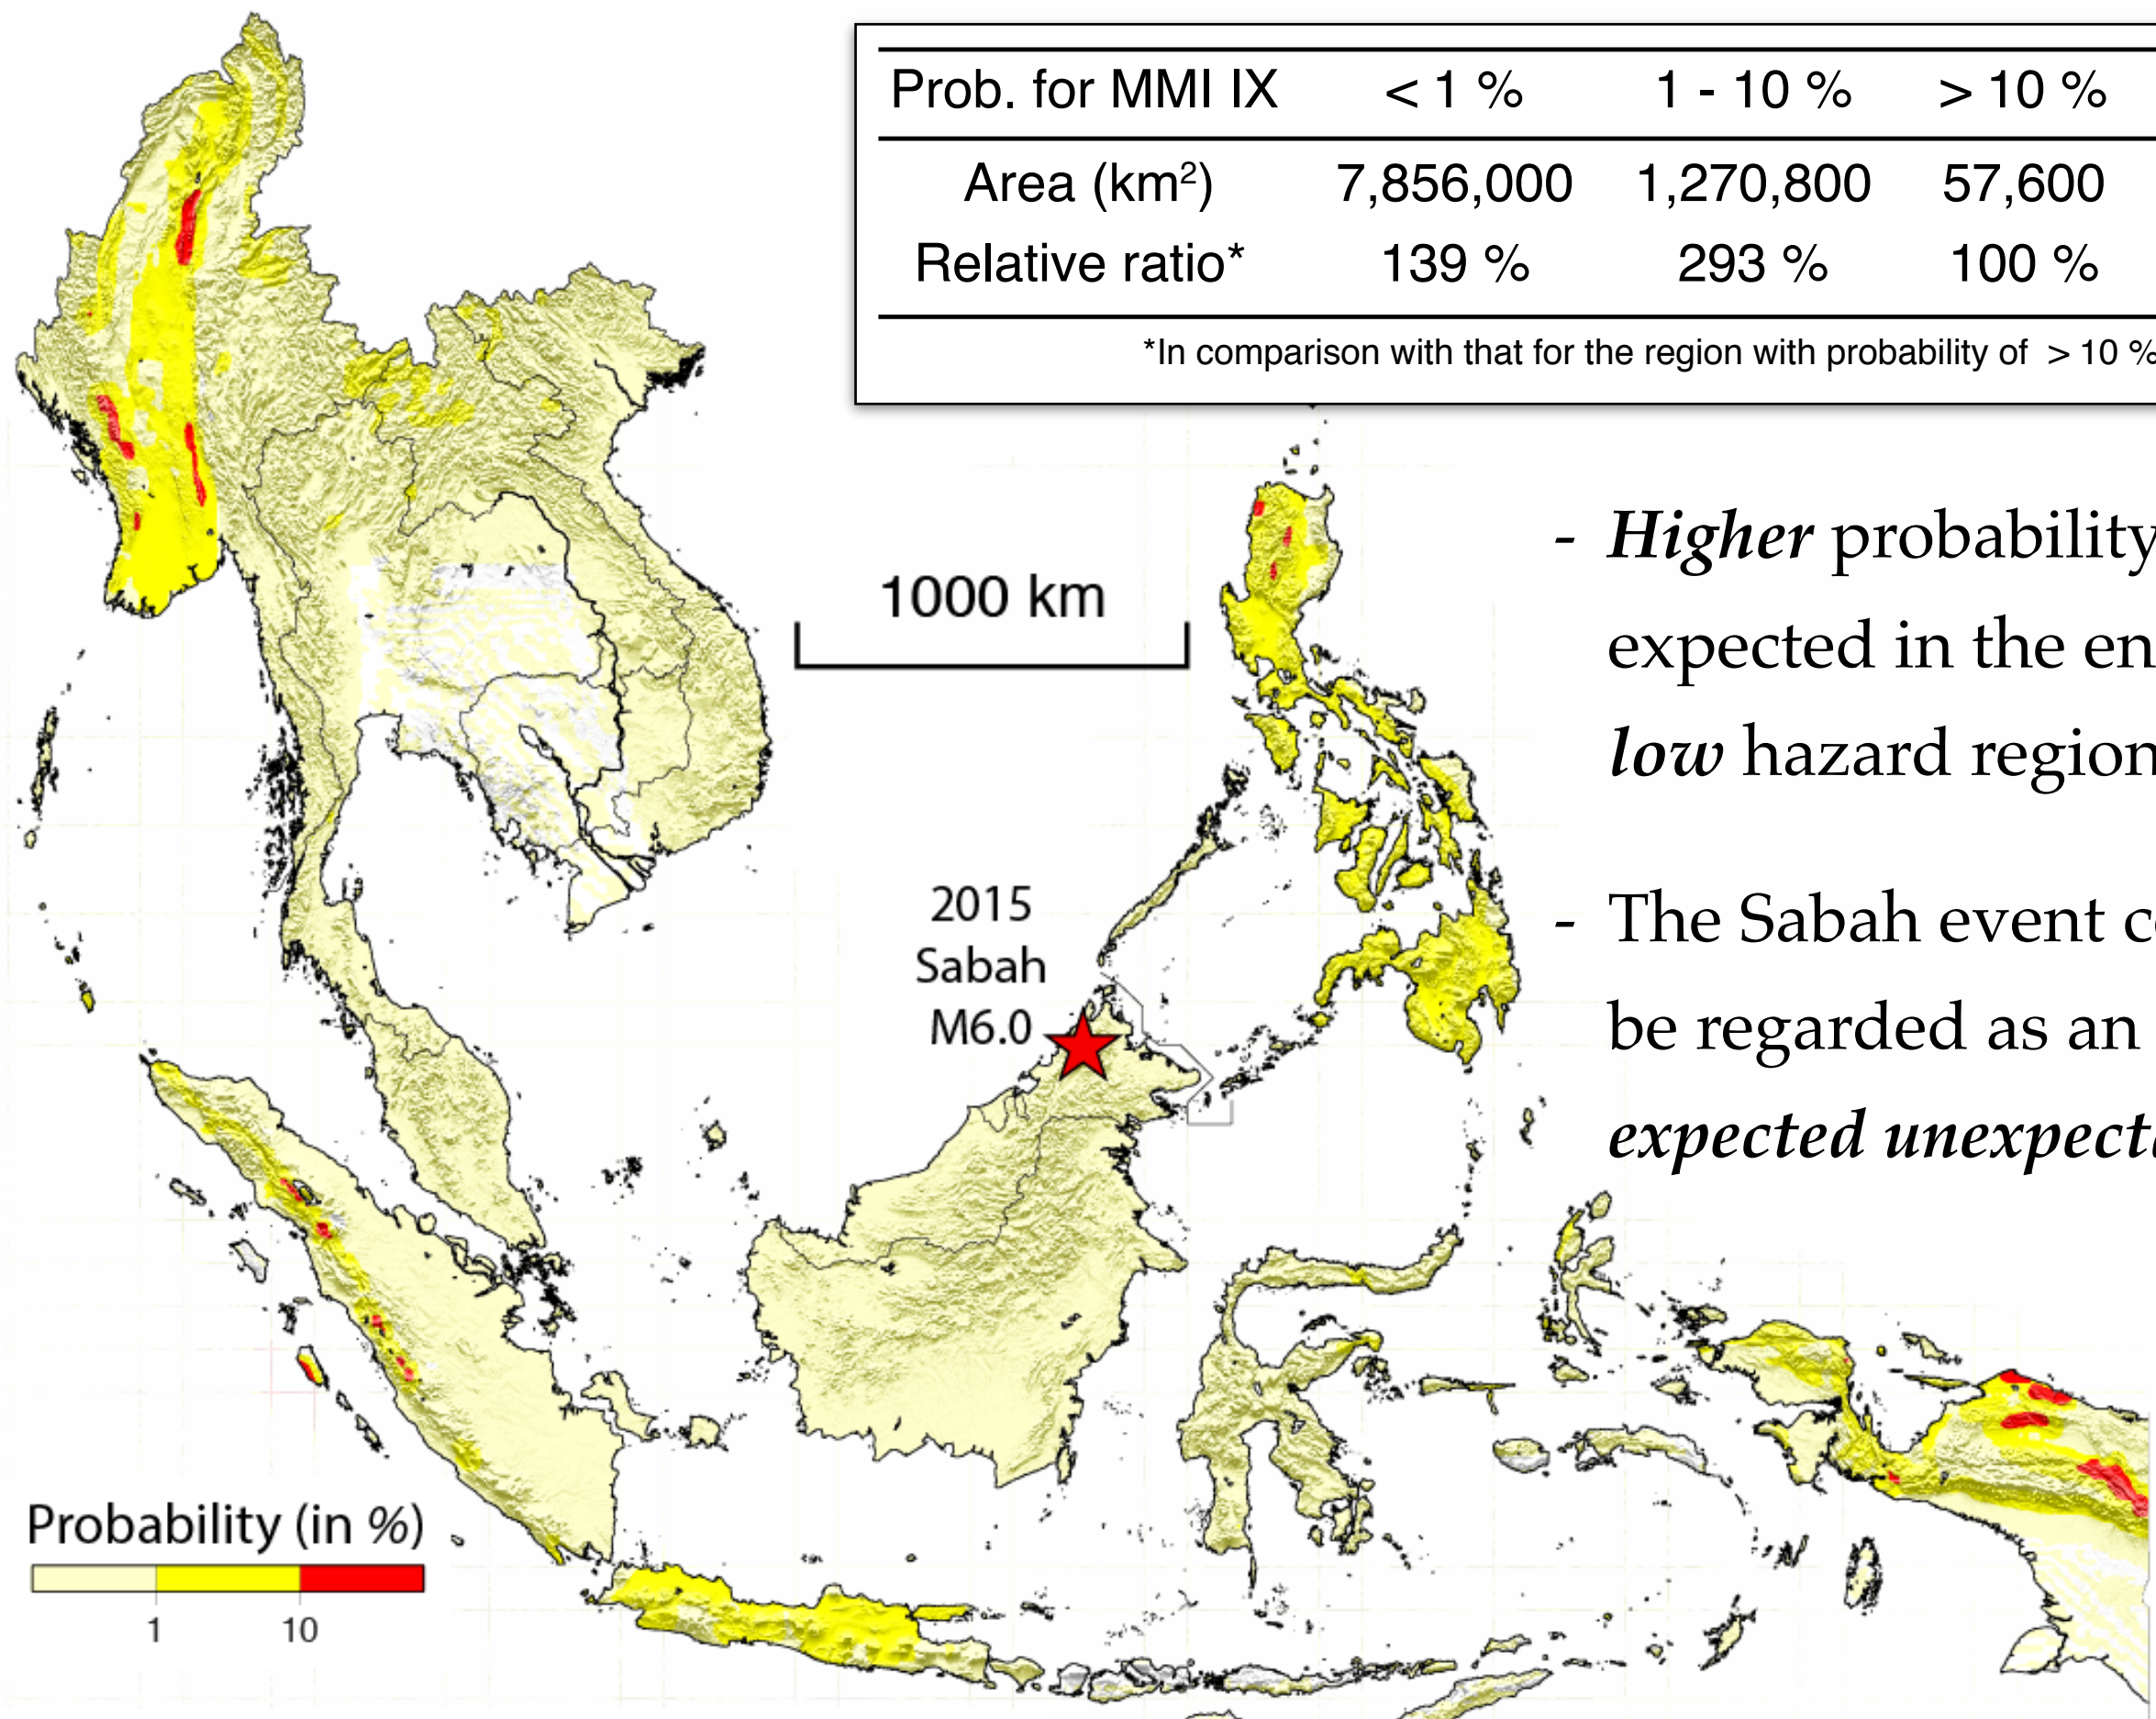 Prob. for MMI IX < 1 % 1 - 10 % > 10 %
Area (km²) 7,856,000 1,270,800 57,600
Relative ratio* 139 % 293 % 100 %
*In comparison with that for the region with probability of > 10 %
- Higher probability
expected in the en
low hazard region
1000 km
- The Sabah event c
be regarded as an
expected unexpect
2015
Sabah
M6.0
Probability (in %)
1 10